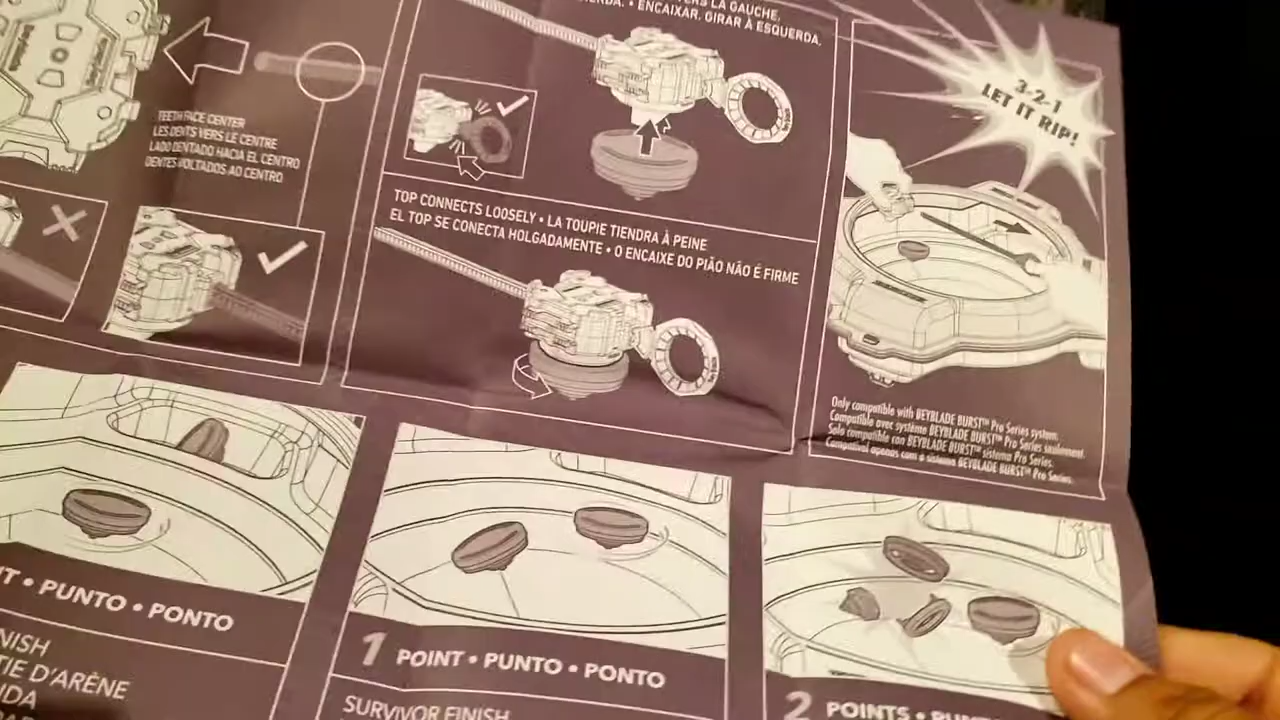 VERS LA GAUCHE,
• ENCAIXAR, GIRAR À ESQUERDA.
3-2-1
LET IT RIP!
TEETH FACE CENTER
LES DENTS VERS LE CENTRE
LADO DENTADO HACIA EL CENTRO
DENTES VOLTADOS AO CENTRO
TOP CONNECTS LOOSELY • LA TOUPIE TIENDRA À PEINE
EL TOP SE CONECTA HOLGADAMENTE • O ENCAIXE DO PIÃO NÃO É FIRME
Only compatible with BEYBLADE BURST™ Pro Series system.
Compatible avec système BEYBLADE BURST™ Pro Series seulement.
Solo compatible con BEYBLADE BURST™ sistema Pro Series.
Compatível apenas com o sistema BEYBLADE BURST™ Pro Series.
• PUNTO • PONTO
1 POINT • PUNTO • PONTO
2 POINTS •
D'ARÈNE
SURVIVOR FINISH